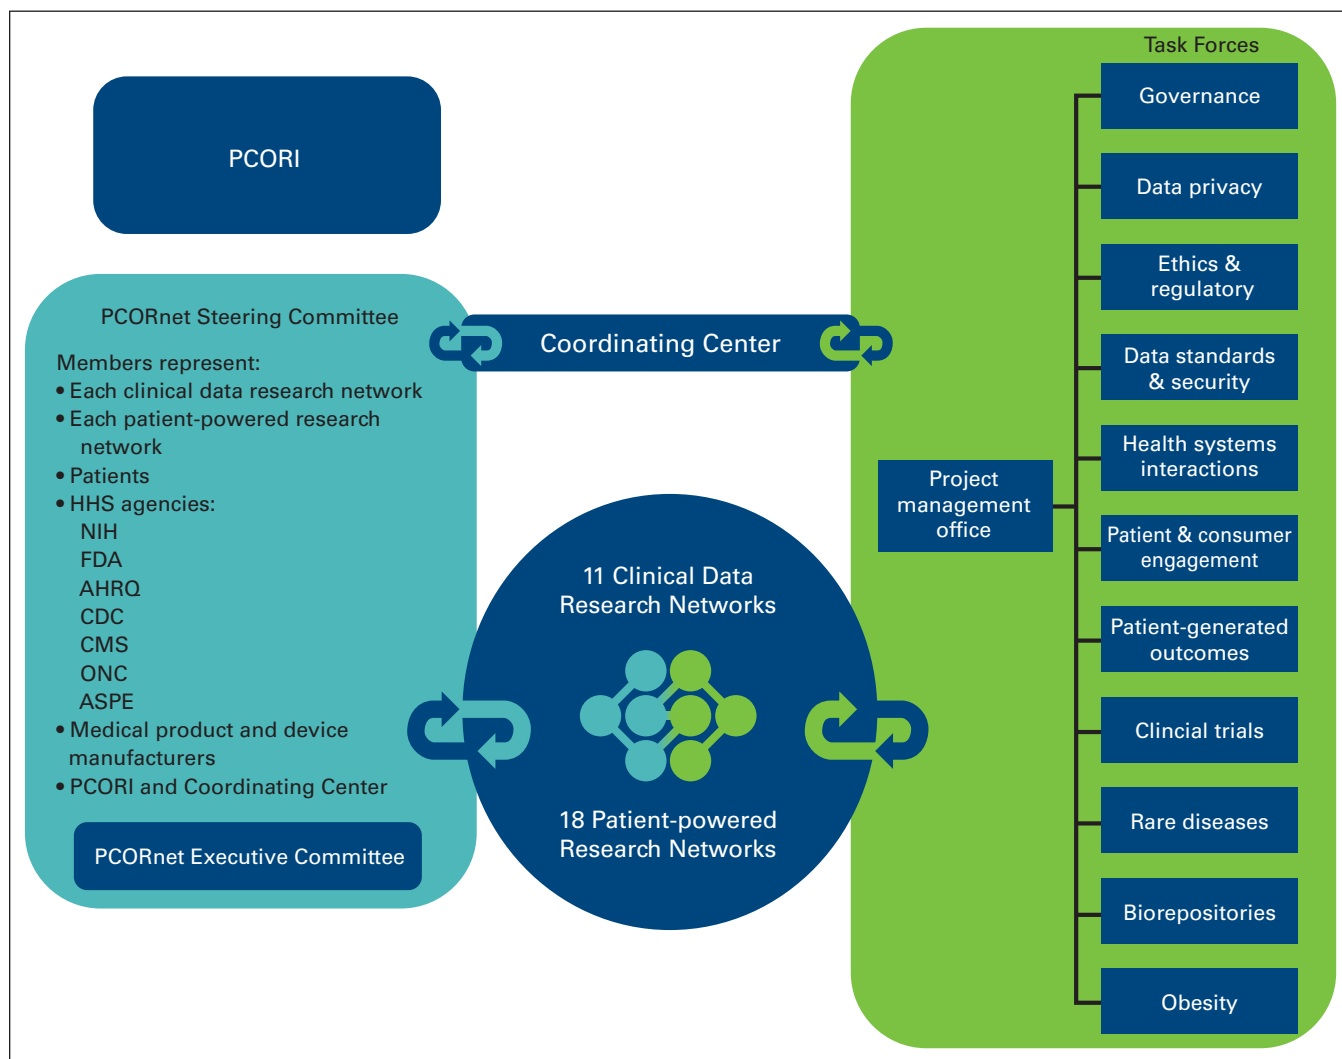 PCORI
PCORnet Steering Committee
Members represent:
• Each clinical data research network
• Each patient-powered research
network
• Patients
• HHS agencies:
NIH
FDA
AHRQ
CDC
CMS
ONC
ASPE
• Medical product and device
manufacturers
• PCORI and Coordinating Center
PCORnet Executive Committee
Coordinating Center
11 Clinical Data
Research Networks
18 Patient-powered
Research Networks
Task Forces
Project
management
office
Governance
Data privacy
Ethics &
regulatory
Data standards
& security
Health systems
interactions
Patient & consumer
engagement
Patient-generated
outcomes
Clincial trials
Rare diseases
Biorepositories
Obesity